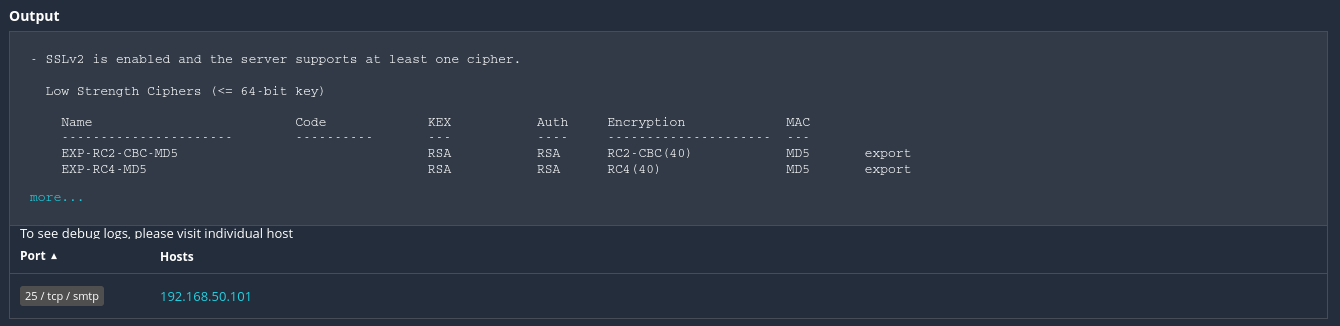 Output
- SSLv2 is enabled and the server supports at least one cipher.
Low Strength Ciphers (<= 64-bit key)
Name Code KEX Auth Encryption MAC
---------------------- ---------- --- ---- --------------------- ---
EXP-RC2-CBC-MD5 RSA RSA RC2-CBC(40) MD5 export
EXP-RC4-MD5 RSA RSA RC4(40) MD5 export
more...
To see debug logs, please visit individual host
Port ▲ Hosts
25 / tcp / smtp 192.168.50.101